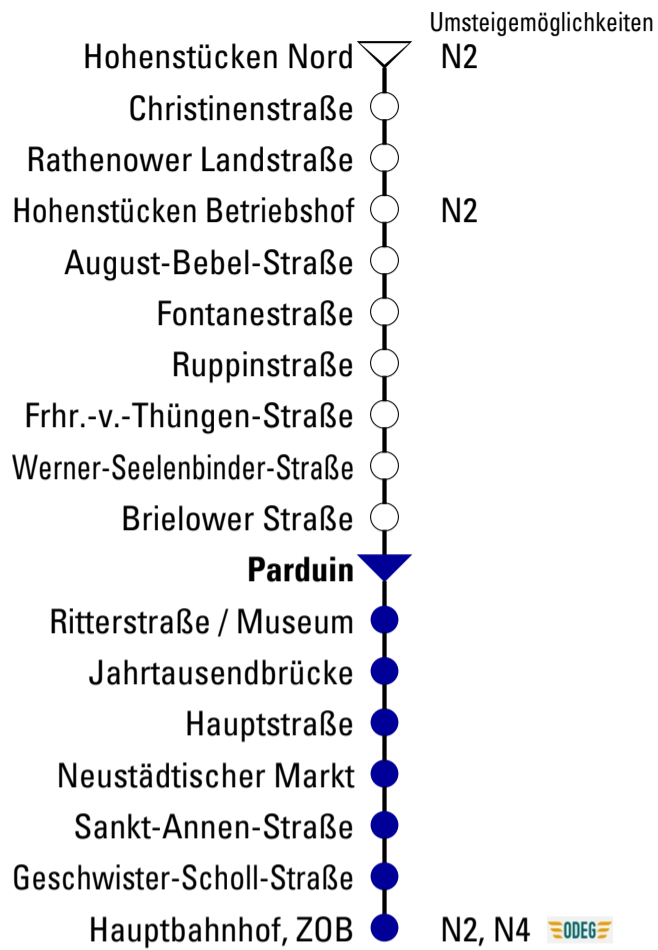 Umsteigemöglichkeiten
Hohenstücken Nord N2
Christinenstraße
Rathenower Landstraße
Hohenstücken Betriebshof N2
August-Bebel-Straße
Fontanestraße
Ruppinstraße
Frhr.-v.-Thüngen-Straße
Werner-Seelenbinder-Straße
Brielower Straße
Parduin
Ritterstraße / Museum
Jahrtausendbrücke
Hauptstraße
Neustädtischer Markt
Sankt-Annen-Straße
Geschwister-Scholl-Straße
Hauptbahnhof, ZOB N2, N4 ODEG